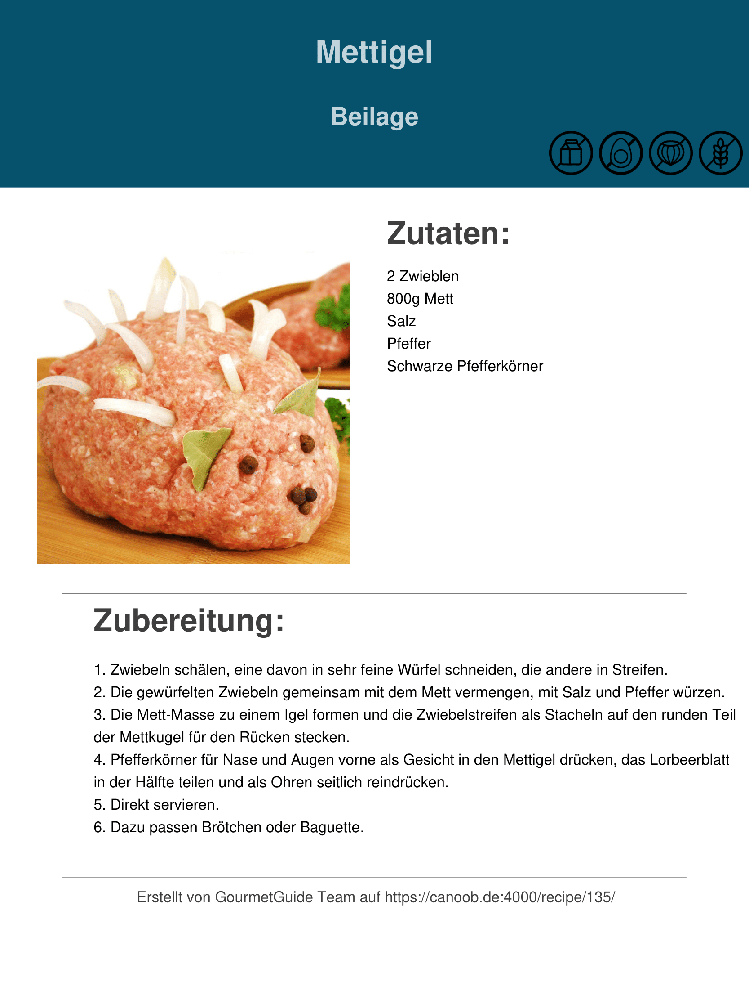 Mettigel
Beilage
Zutaten:
2 Zwieblen
800g Mett
Salz
Pfeffer
Schwarze Pfefferkörner
Zubereitung:
1. Zwiebeln schälen, eine davon in sehr feine Würfel schneiden, die andere in Streifen.
2. Die gewürfelten Zwiebeln gemeinsam mit dem Mett vermengen, mit Salz und Pfeffer würzen.
3. Die Mett-Masse zu einem Igel formen und die Zwiebelstreifen als Stacheln auf den runden Teil
der Mettkugel für den Rücken stecken.
4. Pfefferkörner für Nase und Augen vorne als Gesicht in den Mettigel drücken, das Lorbeerblatt
in der Hälfte teilen und als Ohren seitlich reindrücken.
5. Direkt servieren.
6. Dazu passen Brötchen oder Baguette.
Erstellt von GourmetGuide Team auf https://canoob.de:4000/recipe/135/